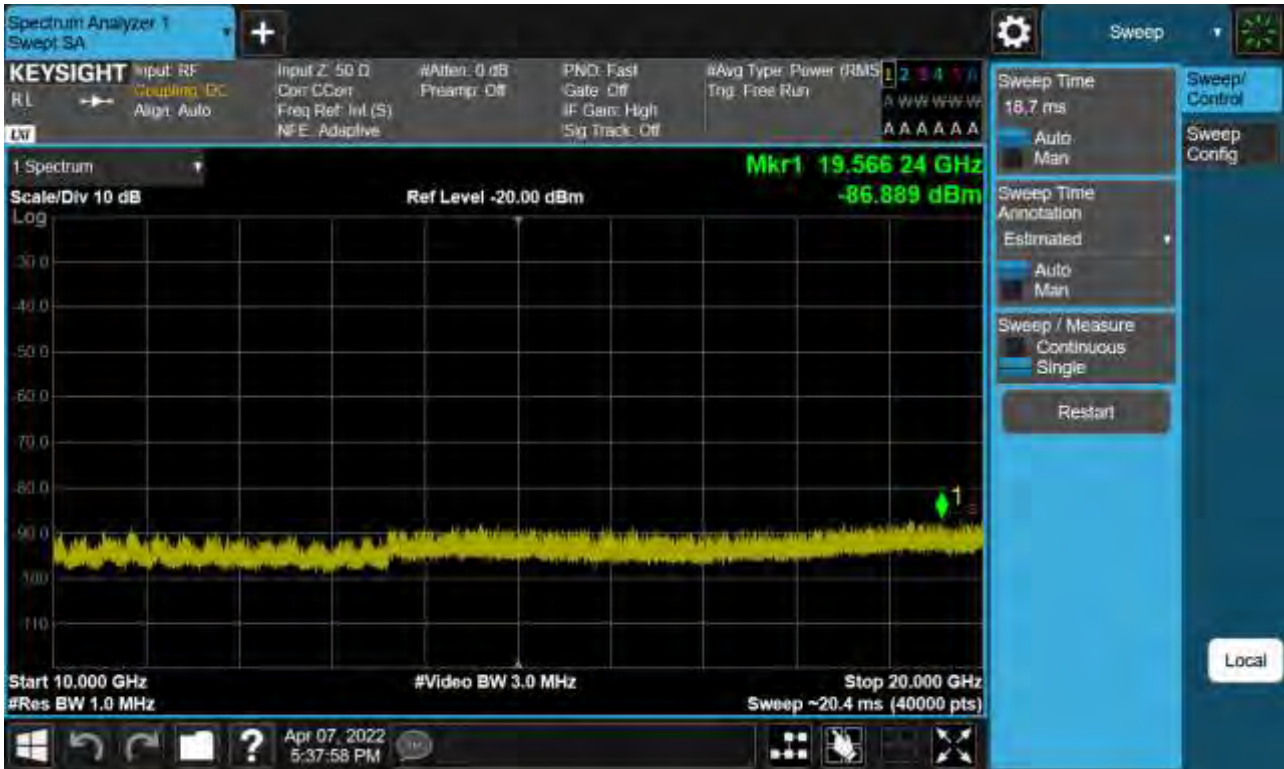 Spectrum Analyzer 1
Swept SA
+
Sweep
KEYSIGHT
RL
LXI
Input: RF
Coupling: DC
Align: Auto
Input Z: 50 Ω
Corr CCorr
Freq Ref: Int (S)
NFE: Adaptive
#Atten: 0 dB
Preamp: Off
PNO: Fast
Gate: Off
IF Gain: High
Sig Track: Off
#Avg Type: Power (RMS
Trig: Free Run
1 2 3 4 5 6
A W W W W W
A A A A A A
1 Spectrum
Scale/Div 10 dB
Ref Level -20.00 dBm
Mkr1 19.566 24 GHz
-86.889 dBm
Log
-30.0
-40.0
-50.0
-60.0
-70.0
-80.0
-90.0
-100
-110
1
Start 10.000 GHz
#Res BW 1.0 MHz
#Video BW 3.0 MHz
Stop 20.000 GHz
Sweep ~20.4 ms (40000 pts)
Sweep Time
18.7 ms
Auto
Man
Sweep Time
Annotation
Estimated
Auto
Man
Sweep / Measure
Continuous
Single
Restart
Sweep/
Control
Sweep
Config
Local
?
Apr 07, 2022
5:37:58 PM